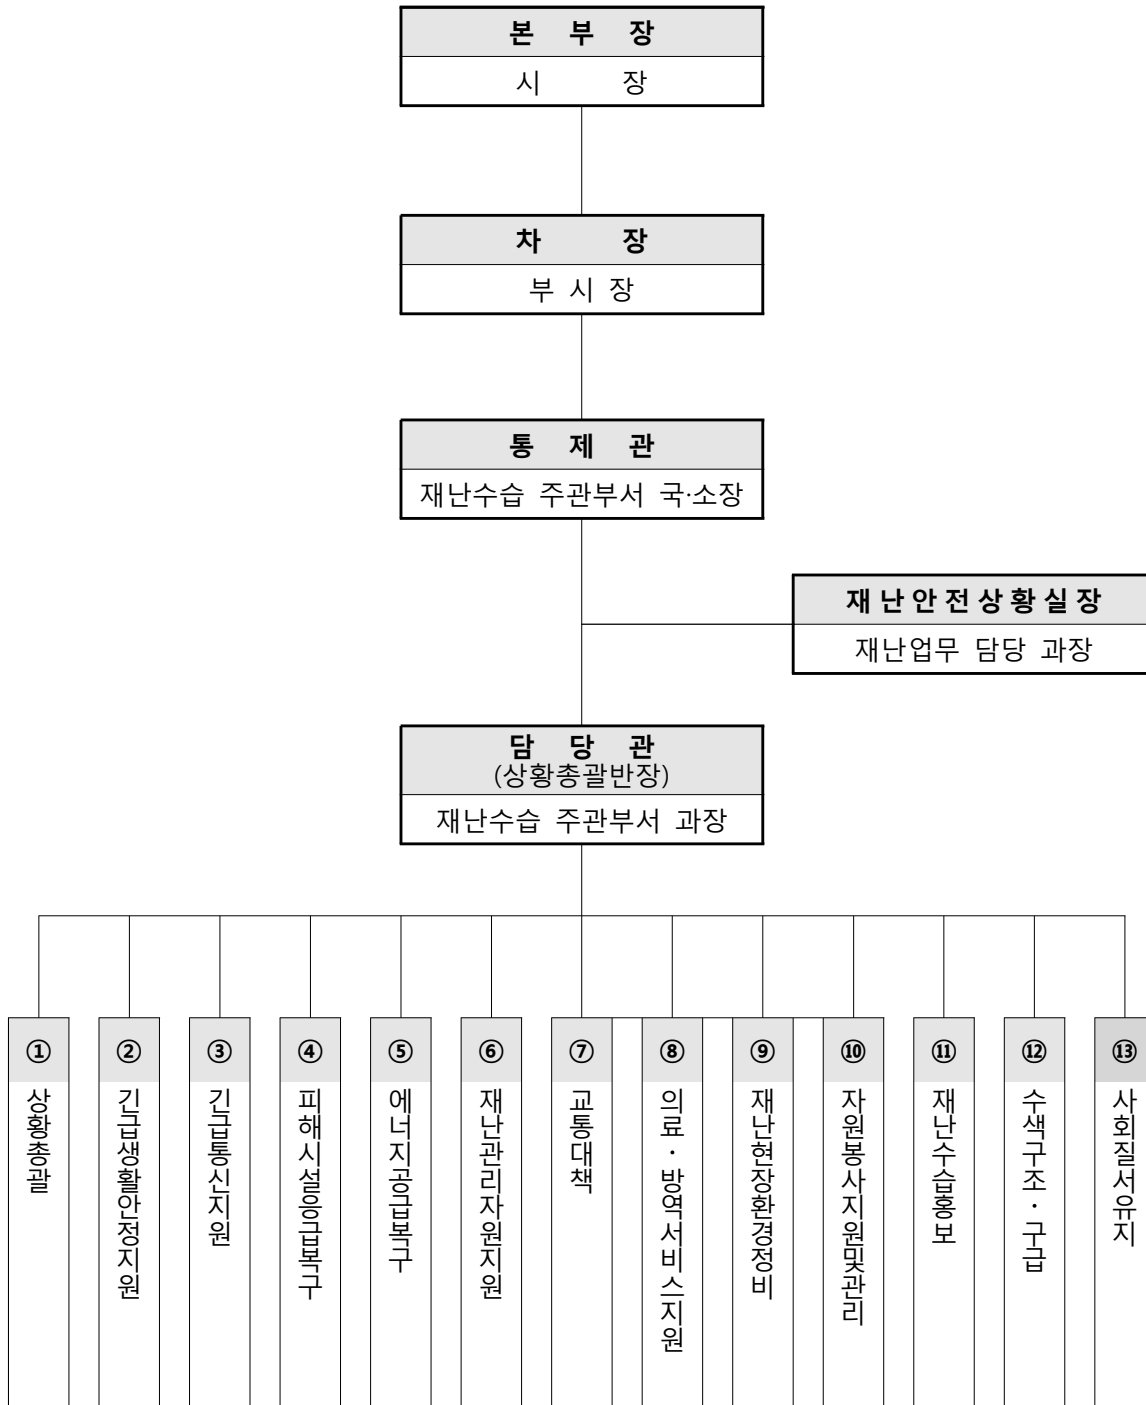 본 부 장
시 장
차 장
부 시 장
통 제 관
재난수습 주관부서 국·소장
재난안전상황실장
재난업무 담당 과장
담 당 관
(상황총괄반장)
재난수습 주관부서 과장
① 상황총괄
② 긴급생활안정지원
③ 긴급통신지원
④ 피해시설응급복구
⑤ 에너지공급복구
⑥ 재난관리자원지원
⑦ 교통대책
⑧ 의료·방역서비스지원
⑨ 재난현장환경정비
⑩ 자원봉사지원및관리
⑪ 재난수습홍보
⑫ 수색구조·구급
⑬ 사회질서유지